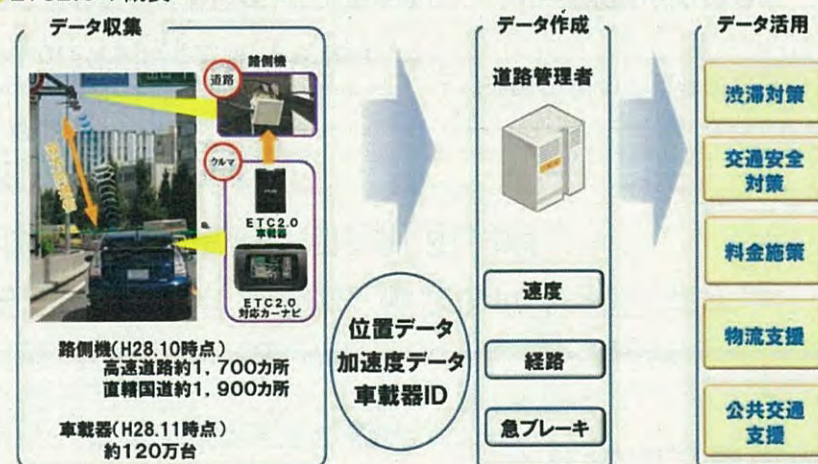 データ収集
路側機
道路
クルマ
ETC2.0
車載器
ETC2.0
対応カーナビ
路側機(H28.10時点)
高速道路約1,700カ所
直轄国道約1,900カ所
車載器(H28.11時点)
約120万台
位置データ
加速度データ
車載器ID
データ作成
道路管理者
速度
経路
急ブレーキ
データ活用
渋滞対策
交通安全
対策
料金施策
物流支援
公共交通
支援